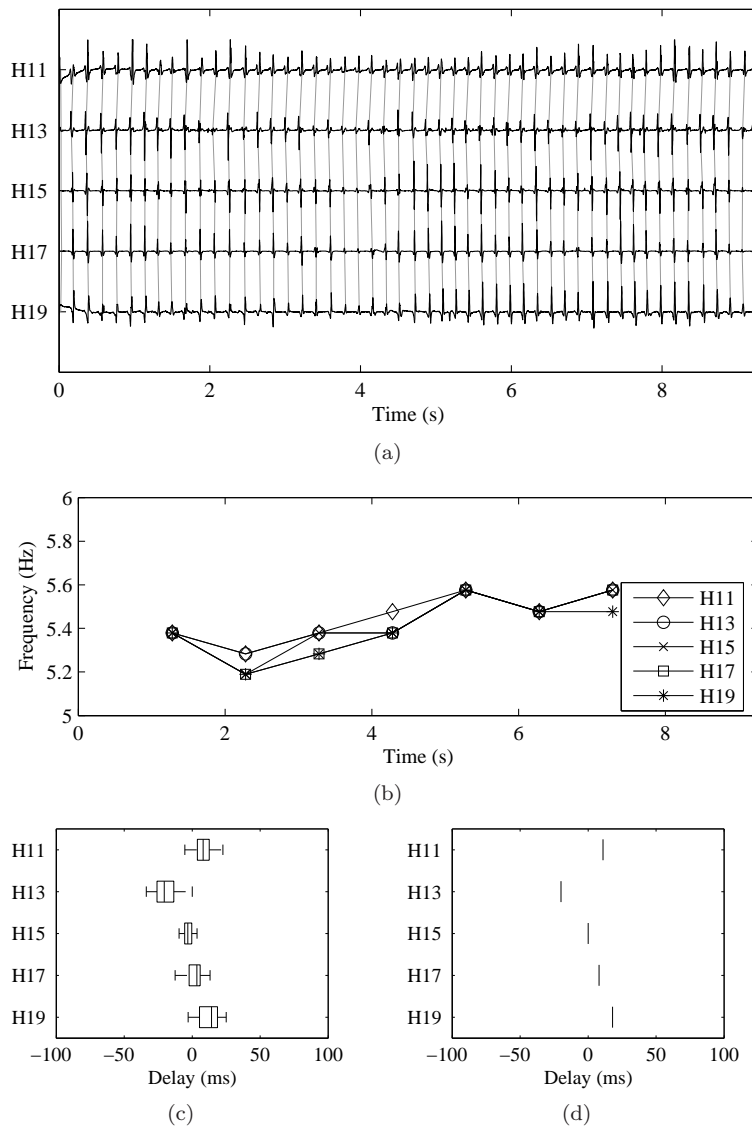 H11
H13
H15
H17
H19
0 2 4 6 8
Time (s)
(a)
Frequency (Hz)
6
5.8
5.6
5.4
5.2
5
H11
H13
H15
H17
H19
0 2 4 6 8
Time (s)
(b)
H11
H13
H15
H17
H19
−100 −50 0 50 100
Delay (ms)
(c)
H11
H13
H15
H17
H19
−100 −50 0 50 100
Delay (ms)
(d)